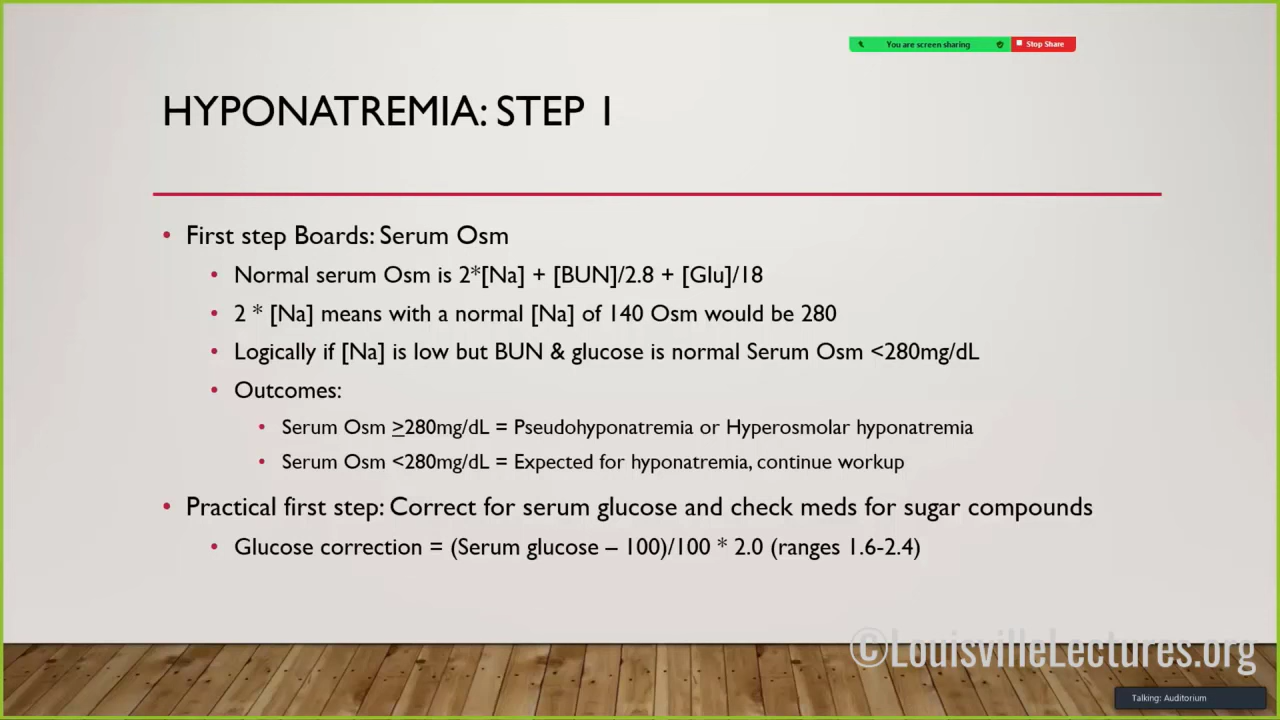 You are screen sharing
Stop Share
HYPONATREMIA: STEP 1
• First step Boards: Serum Osm
• Normal serum Osm is 2*[Na] + [BUN]/2.8 + [Glu]/18
• 2 * [Na] means with a normal [Na] of 140 Osm would be 280
• Logically if [Na] is low but BUN & glucose is normal Serum Osm <280mg/dL
• Outcomes:
• Serum Osm ≥280mg/dL = Pseudohyponatremia or Hyperosmolar hyponatremia
• Serum Osm <280mg/dL = Expected for hyponatremia, continue workup
• Practical first step: Correct for serum glucose and check meds for sugar compounds
• Glucose correction = (Serum glucose – 100)/100 * 2.0 (ranges 1.6-2.4)
©LouisvilleLectures.org
Talking: Auditorium